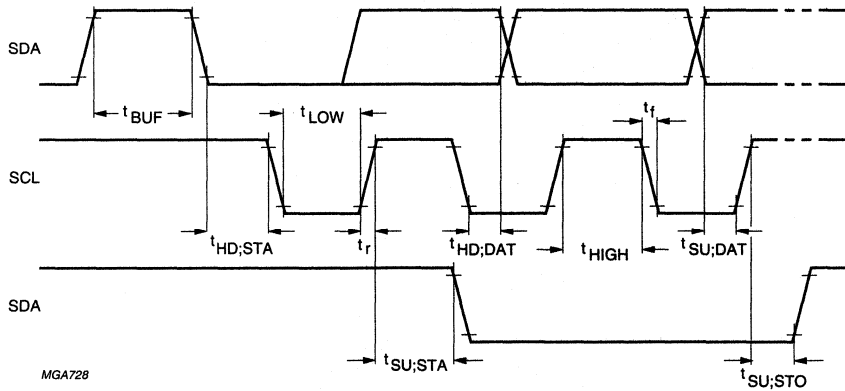 SDA
tBUF
tLOW
tf
SCL
tHD;STA
tr
tHD;DAT
tHIGH
tSU;DAT
SDA
tSU;STA
tSU;STO
MGA728